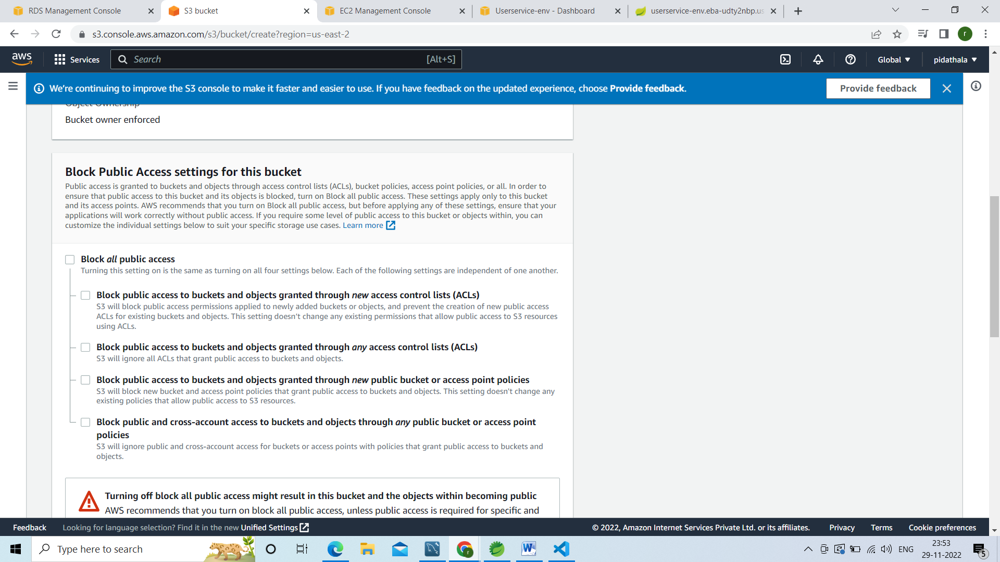 RDS Management Console
S3 bucket
EC2 Management Console
Userservice-env - Dashboard
userservice-env.eba-udty2nbp.us
s3.console.aws.amazon.com/s3/bucket/create?region=us-east-2
r
aws
Services
Search
[Alt+S]
Global
pidathala
We're continuing to improve the S3 console to make it faster and easier to use. If you have feedback on the updated experience, choose Provide feedback.
Provide feedback
Object Ownership
Bucket owner enforced
Block Public Access settings for this bucket
Public access is granted to buckets and objects through access control lists (ACLs), bucket policies, access point policies, or all. In order to
ensure that public access to this bucket and its objects is blocked, turn on Block all public access. These settings apply only to this bucket
and its access points. AWS recommends that you turn on Block all public access, but before applying any of these settings, ensure that your
applications will work correctly without public access. If you require some level of public access to this bucket or objects within, you can
customize the individual settings below to suit your specific storage use cases. Learn more
Block all public access
Turning this setting on is the same as turning on all four settings below. Each of the following settings are independent of one another.
Block public access to buckets and objects granted through new access control lists (ACLs)
S3 will block public access permissions applied to newly added buckets or objects, and prevent the creation of new public access
ACLs for existing buckets and objects. This setting doesn't change any existing permissions that allow public access to S3 resources
using ACLs.
Block public access to buckets and objects granted through any access control lists (ACLs)
S3 will ignore all ACLs that grant public access to buckets and objects.
Block public access to buckets and objects granted through new public bucket or access point policies
S3 will block new bucket and access point policies that grant public access to buckets and objects. This setting doesn't change any
existing policies that allow public access to S3 resources.
Block public and cross-account access to buckets and objects through any public bucket or access point
policies
S3 will ignore public and cross-account access for buckets or access points with policies that grant public access to buckets and
objects.
Turning off block all public access might result in this bucket and the objects within becoming public
AWS recommends that you turn on block all public access, unless public access is required for specific and
Feedback
Looking for language selection? Find it in the new Unified Settings
© 2022, Amazon Internet Services Private Ltd. or its affiliates.
Privacy
Terms
Cookie preferences
Type here to search
ENG
23:53
29-11-2022
5